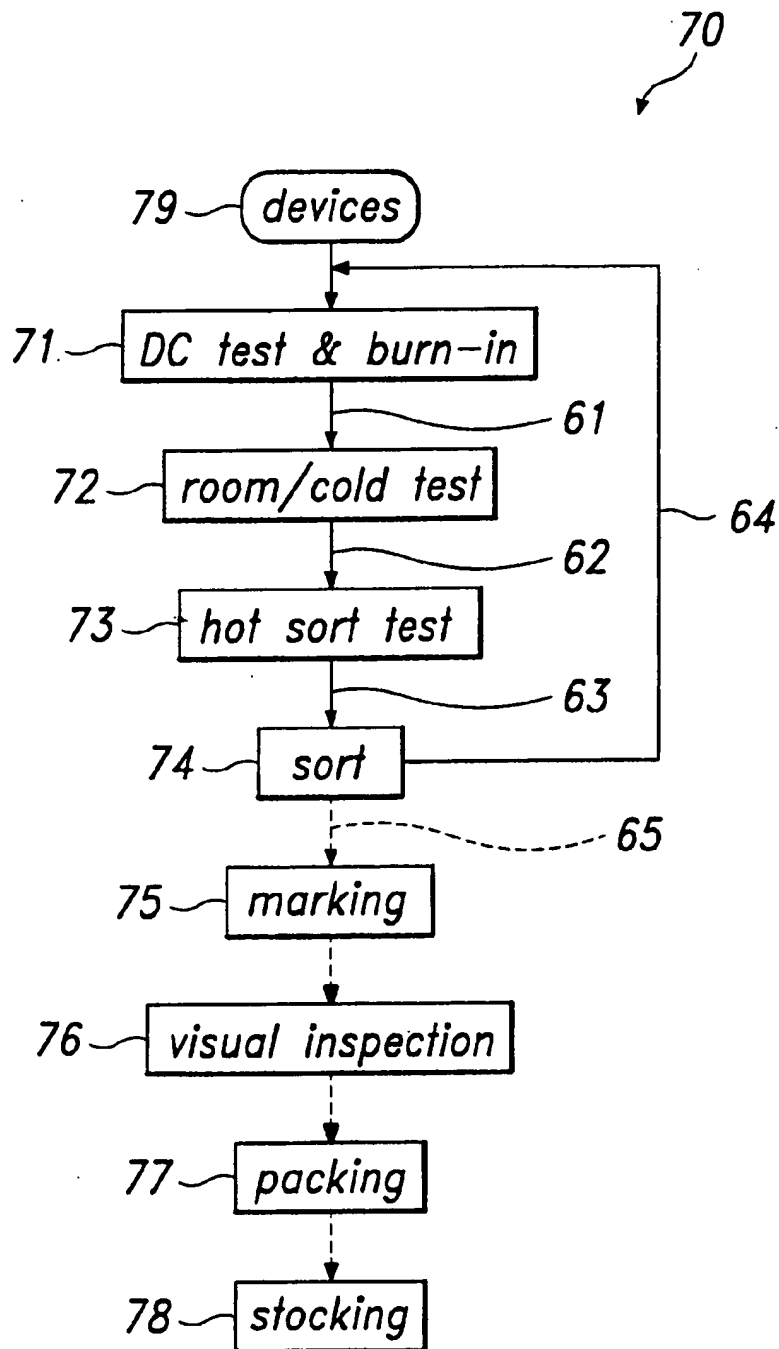 70
79 devices
71 DC test & burn-in
61
72 room/cold test
62
64
73 hot sort test
63
74 sort
65
75 marking
76 visual inspection
77 packing
78 stocking